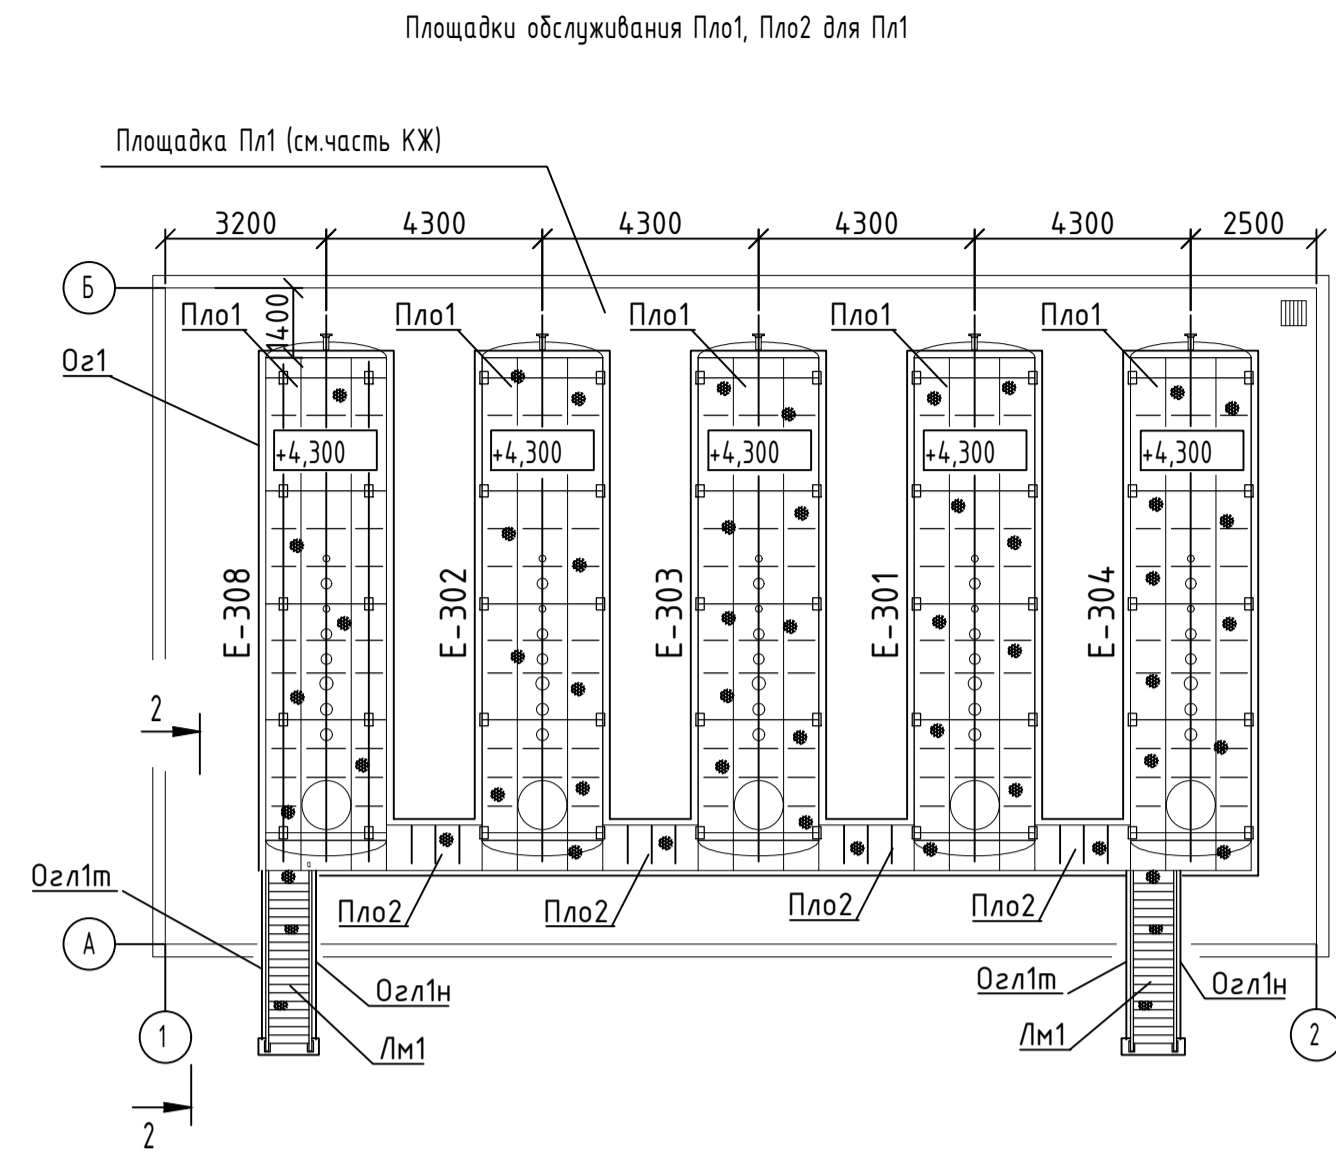 Площадки обслуживания Пло1, Пло2 для Пл1
Площадка Пл1 (см.часть КЖ)
3200 4300 4300 4300 4300 2500
Б
1400
Пло1 Пло1 Пло1 Пло1 Пло1
Ог1
+4,300 +4,300 +4,300 +4,300 +4,300
Е-308 Е-302 Е-303 Е-301 Е-304
2
Огл1т
Пло2 Пло2 Пло2 Пло2
А
Огл1н Огл1т Огл1н
1 Лм1 Лм1 2
2